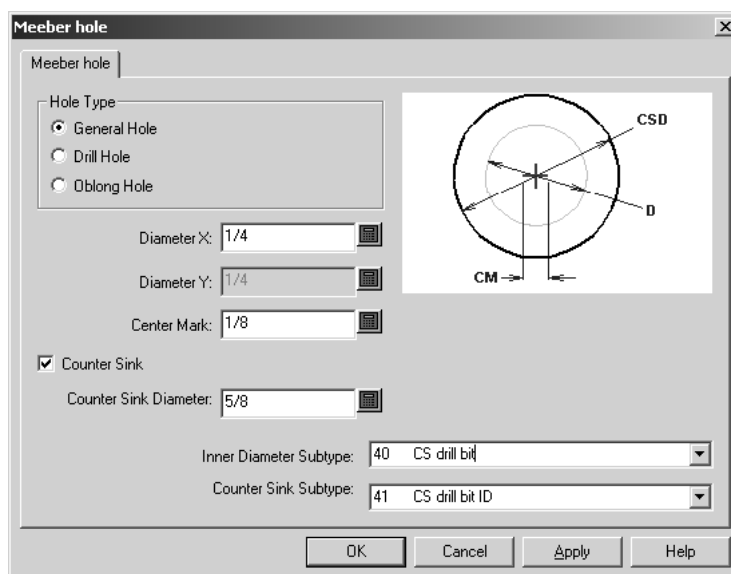 Meeber hole
Meeber hole
Hole Type
General Hole
Drill Hole
Oblong Hole
CSD
D
CM
Diameter X: 1/4
Diameter Y: 1/4
Center Mark: 1/8
Counter Sink
Counter Sink Diameter: 5/8
Inner Diameter Subtype: 40 CS drill bit
Counter Sink Subtype: 41 CS drill bit ID
OK Cancel Apply Help